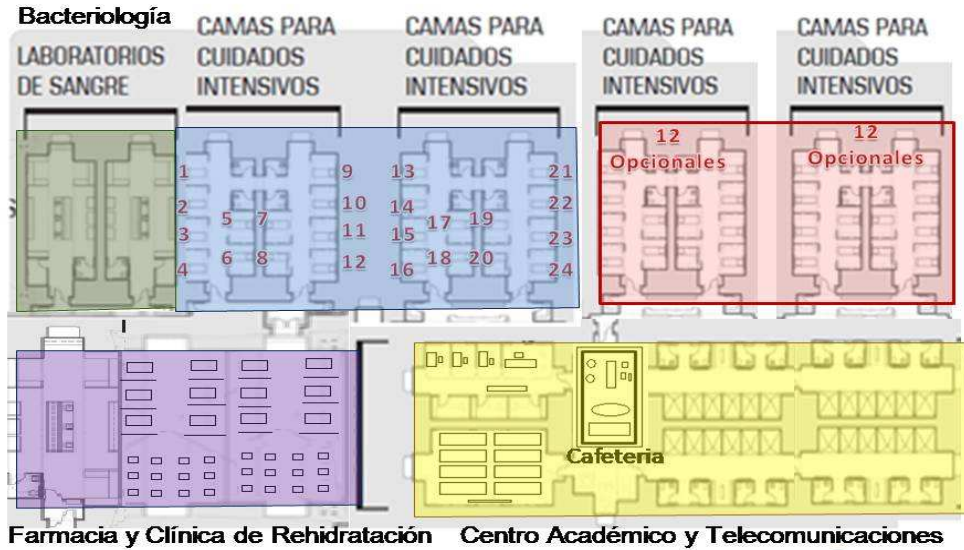 Bacteriología
LABORATORIOS
DE SANGRE
CAMAS PARA
CUIDADOS
INTENSIVOS
CAMAS PARA
CUIDADOS
INTENSIVOS
CAMAS PARA
CUIDADOS
INTENSIVOS
CAMAS PARA
CUIDADOS
INTENSIVOS
1
2
3
4
5
6
7
8
9
10
11
12
13
14
15
16
17
18
19
20
21
22
23
24
12
Opcionales
12
Opcionales
Cafeteria
Farmacia y Clínica de Rehidratación
Centro Académico y Telecomunicaciones